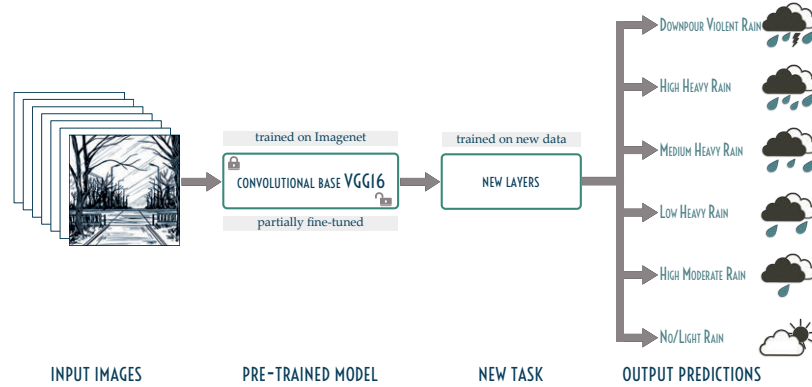 trained on Imagenet
CONVOLUTIONAL BASE VGG16
partially fine-tuned
trained on new data
NEW LAYERS
DOWNPOUR VIOLENT RAIN
HIGH HEAVY RAIN
MEDIUM HEAVY RAIN
LOW HEAVY RAIN
HIGH MODERATE RAIN
NO/LIGHT RAIN
INPUT IMAGES
PRE-TRAINED MODEL
NEW TASK
OUTPUT PREDICTIONS